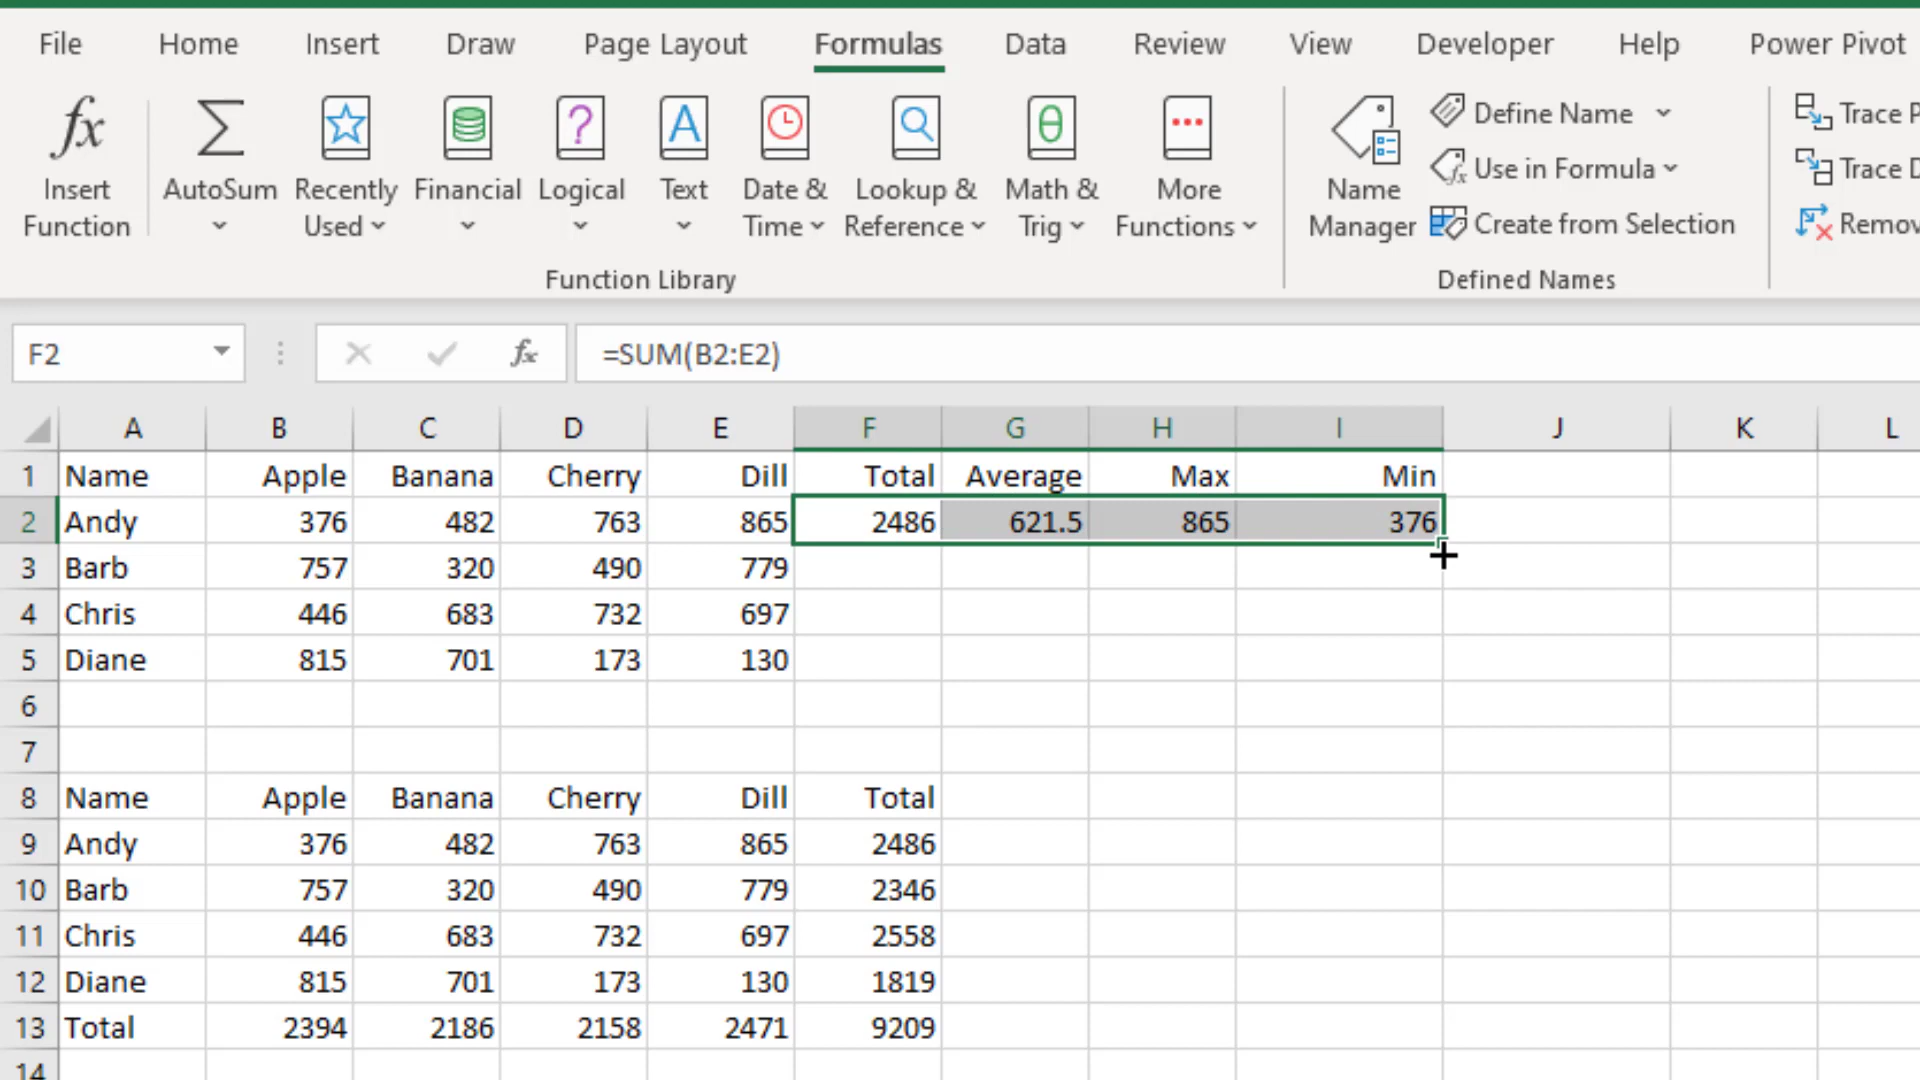 File Home Insert Draw Page Layout Formulas Data Review View Developer Help Power Pivot
fx Σ ? A θ
Insert Function
AutoSum
Recently Used
Financial
Logical
Text
Date & Time
Lookup & Reference
Math & Trig
More Functions
Function Library
Name Manager
Define Name
Use in Formula
Create from Selection
Defined Names
Trace P
Trace D
Remov
F2 fx =SUM(B2:E2)
A B C D E F G H I J K L
1 Name Apple Banana Cherry Dill Total Average Max Min
2 Andy 376 482 763 865 2486 621.5 865 376
3 Barb 757 320 490 779
4 Chris 446 683 732 697
5 Diane 815 701 173 130
6
7
8 Name Apple Banana Cherry Dill Total
9 Andy 376 482 763 865 2486
10 Barb 757 320 490 779 2346
11 Chris 446 683 732 697 2558
12 Diane 815 701 173 130 1819
13 Total 2394 2186 2158 2471 9209
14